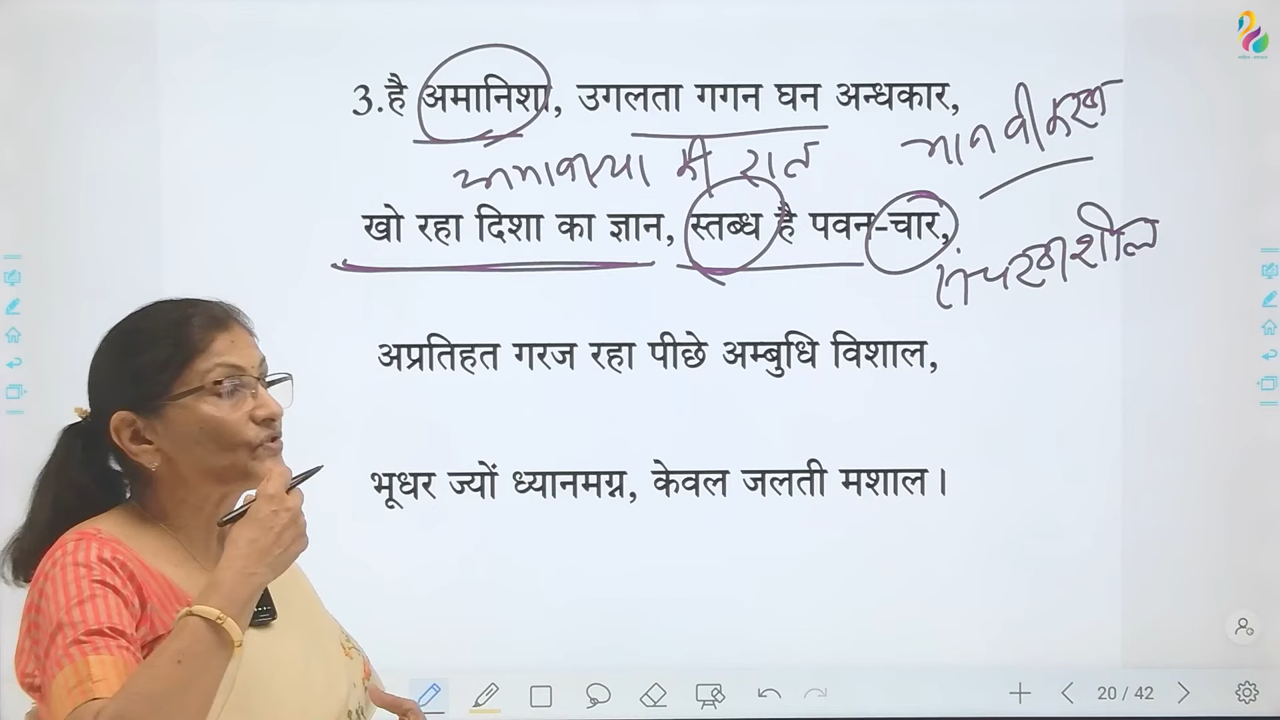 3.है अमानिशा, उगलता गगन घन अन्धकार,
मानवीकरण
अमावस्या की रात
खो रहा दिशा का ज्ञान, स्तब्ध है पवन-चार,
संचरणशील
अप्रतिहत गरज रहा पीछे अम्बुधि विशाल,
भूधर ज्यों ध्यानमग्न, केवल जलती मशाल।
20 / 42